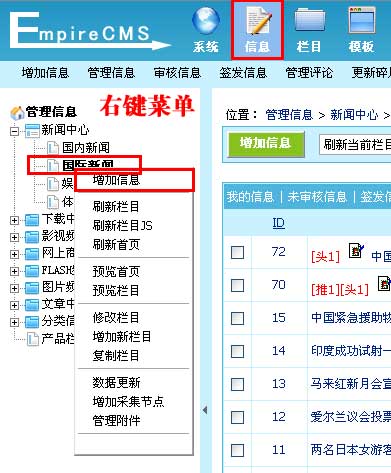 EmpireCMS
系统 信息 栏目 模板
增加信息 管理信息 审核信息 签发信息 管理评论 更新碎
管理信息 右键菜单
位置： 管理信息 > 新闻中心 >
新闻中心
增加信息 刷新当前栏目
国内新闻
国际新闻
增加信息
娱
体
刷新栏目
刷新栏目JS
刷新首页
预览首页
预览栏目
修改栏目
增加新栏目
复制栏目
数据更新
增加采集节点
管理附件
下载中
影视频
网上商
FLASH频
图片频
文章中
分类信
产品栏
我的信息 | 未审核信息 | 签发信
ID
72 [头1] 中国
70 [推1][头1]
15 中国紧急援助物
14 印度成功试射一
13 马来红新月会宣
12 爱尔兰议会投票
11 两名日本女游客